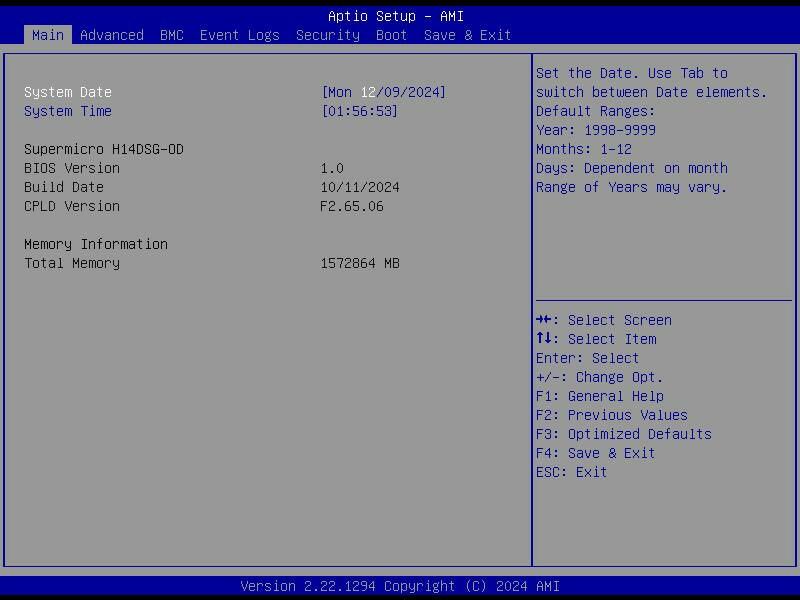 Aptio Setup – AMI
Main Advanced BMC Event Logs Security Boot Save & Exit
System Date [Mon 12/09/2024]
System Time [01:56:53]
Supermicro H14DSG-OD
BIOS Version 1.0
Build Date 10/11/2024
CPLD Version F2.65.06
Memory Information
Total Memory 1572864 MB
Set the Date. Use Tab to
switch between Date elements.
Default Ranges:
Year: 1998-9999
Months: 1-12
Days: Dependent on month
Range of Years may vary.
→←: Select Screen
↑↓: Select Item
Enter: Select
+/-: Change Opt.
F1: General Help
F2: Previous Values
F3: Optimized Defaults
F4: Save & Exit
ESC: Exit
Version 2.22.1294 Copyright (C) 2024 AMI